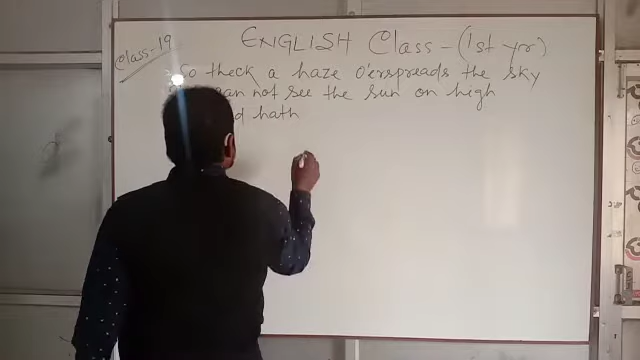 ENGLISH Class - (1st yr)
Class-19
So theck a haze o'erspreads the sky
can not see the sun on high
hath